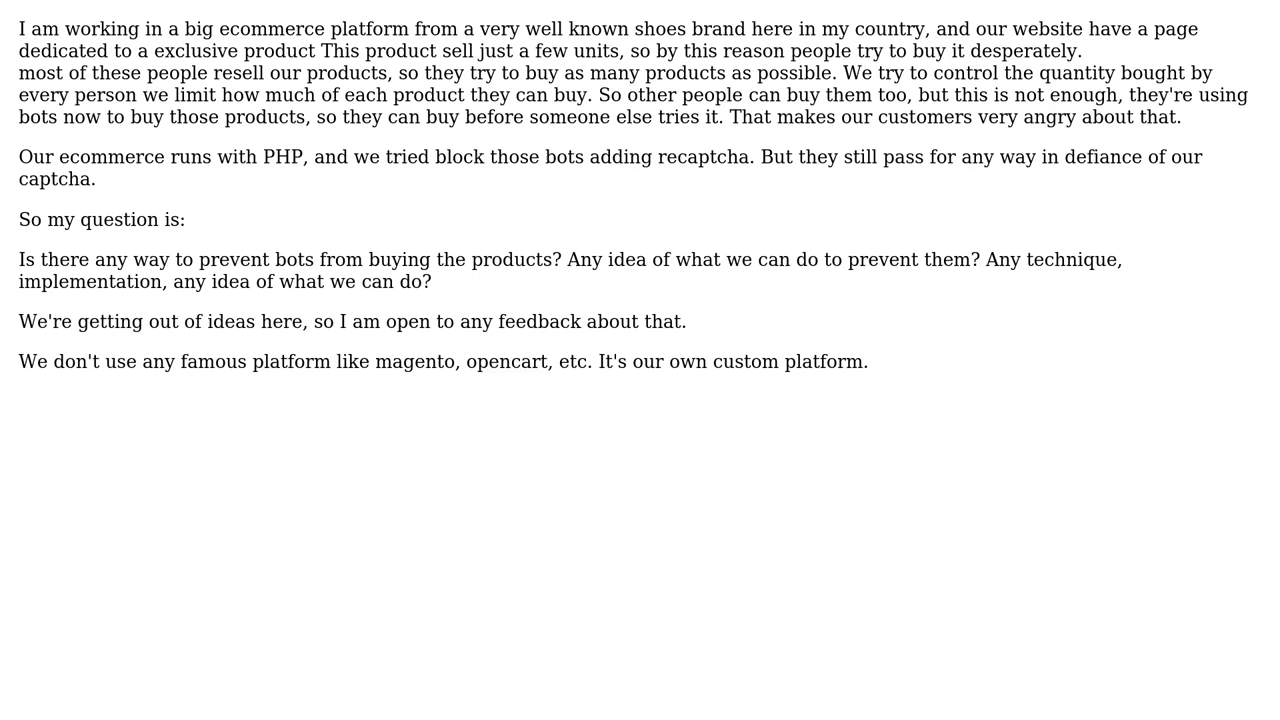 I am working in a big ecommerce platform from a very well known shoes brand here in my country, and our website have a page
dedicated to a exclusive product This product sell just a few units, so by this reason people try to buy it desperately.
most of these people resell our products, so they try to buy as many products as possible. We try to control the quantity bought by
every person we limit how much of each product they can buy. So other people can buy them too, but this is not enough, they're using
bots now to buy those products, so they can buy before someone else tries it. That makes our customers very angry about that.
Our ecommerce runs with PHP, and we tried block those bots adding recaptcha. But they still pass for any way in defiance of our
captcha.
So my question is:
Is there any way to prevent bots from buying the products? Any idea of what we can do to prevent them? Any technique,
implementation, any idea of what we can do?
We're getting out of ideas here, so I am open to any feedback about that.
We don't use any famous platform like magento, opencart, etc. It's our own custom platform.